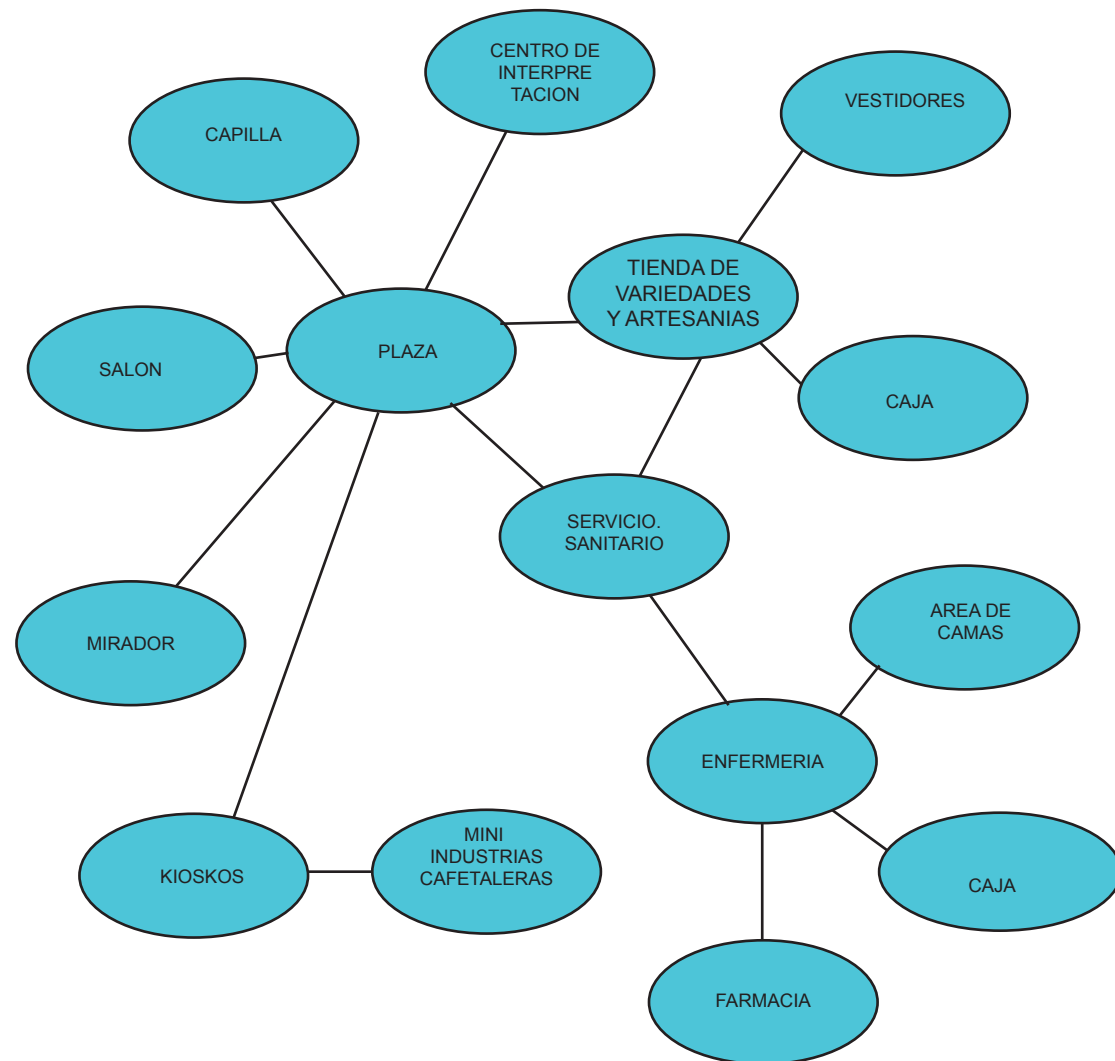 CENTRO DE
INTERPRE
TACION
CAPILLA
VESTIDORES
TIENDA DE
VARIEDADES
Y ARTESANIAS
PLAZA
SALON
CAJA
SERVICIO.
SANITARIO
AREA DE
CAMAS
MIRADOR
ENFERMERIA
MINI
INDUSTRIAS
CAFETALERAS
KIOSKOS
CAJA
FARMACIA